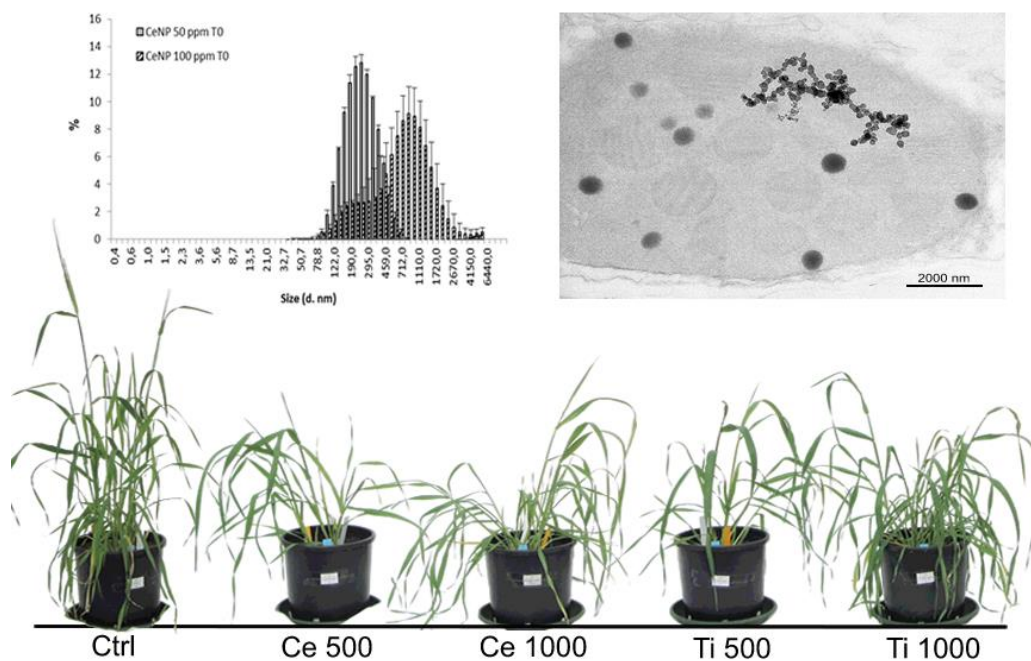 16
14
12
10
8
6
4
2
0
%
CeNP 50 ppm T0
CeNP 100 ppm T0
0,4 0,6 1,0 1,5 2,3 3,6 5,6 8,7 13,5 21,0 32,7 50,7 78,8 122,0 190,0 295,0 459,0 712,0 1110,0 1720,0 2670,0 4150,0 6440,0
Size (d. nm)
2000 nm
Ctrl Ce 500 Ce 1000 Ti 500 Ti 1000